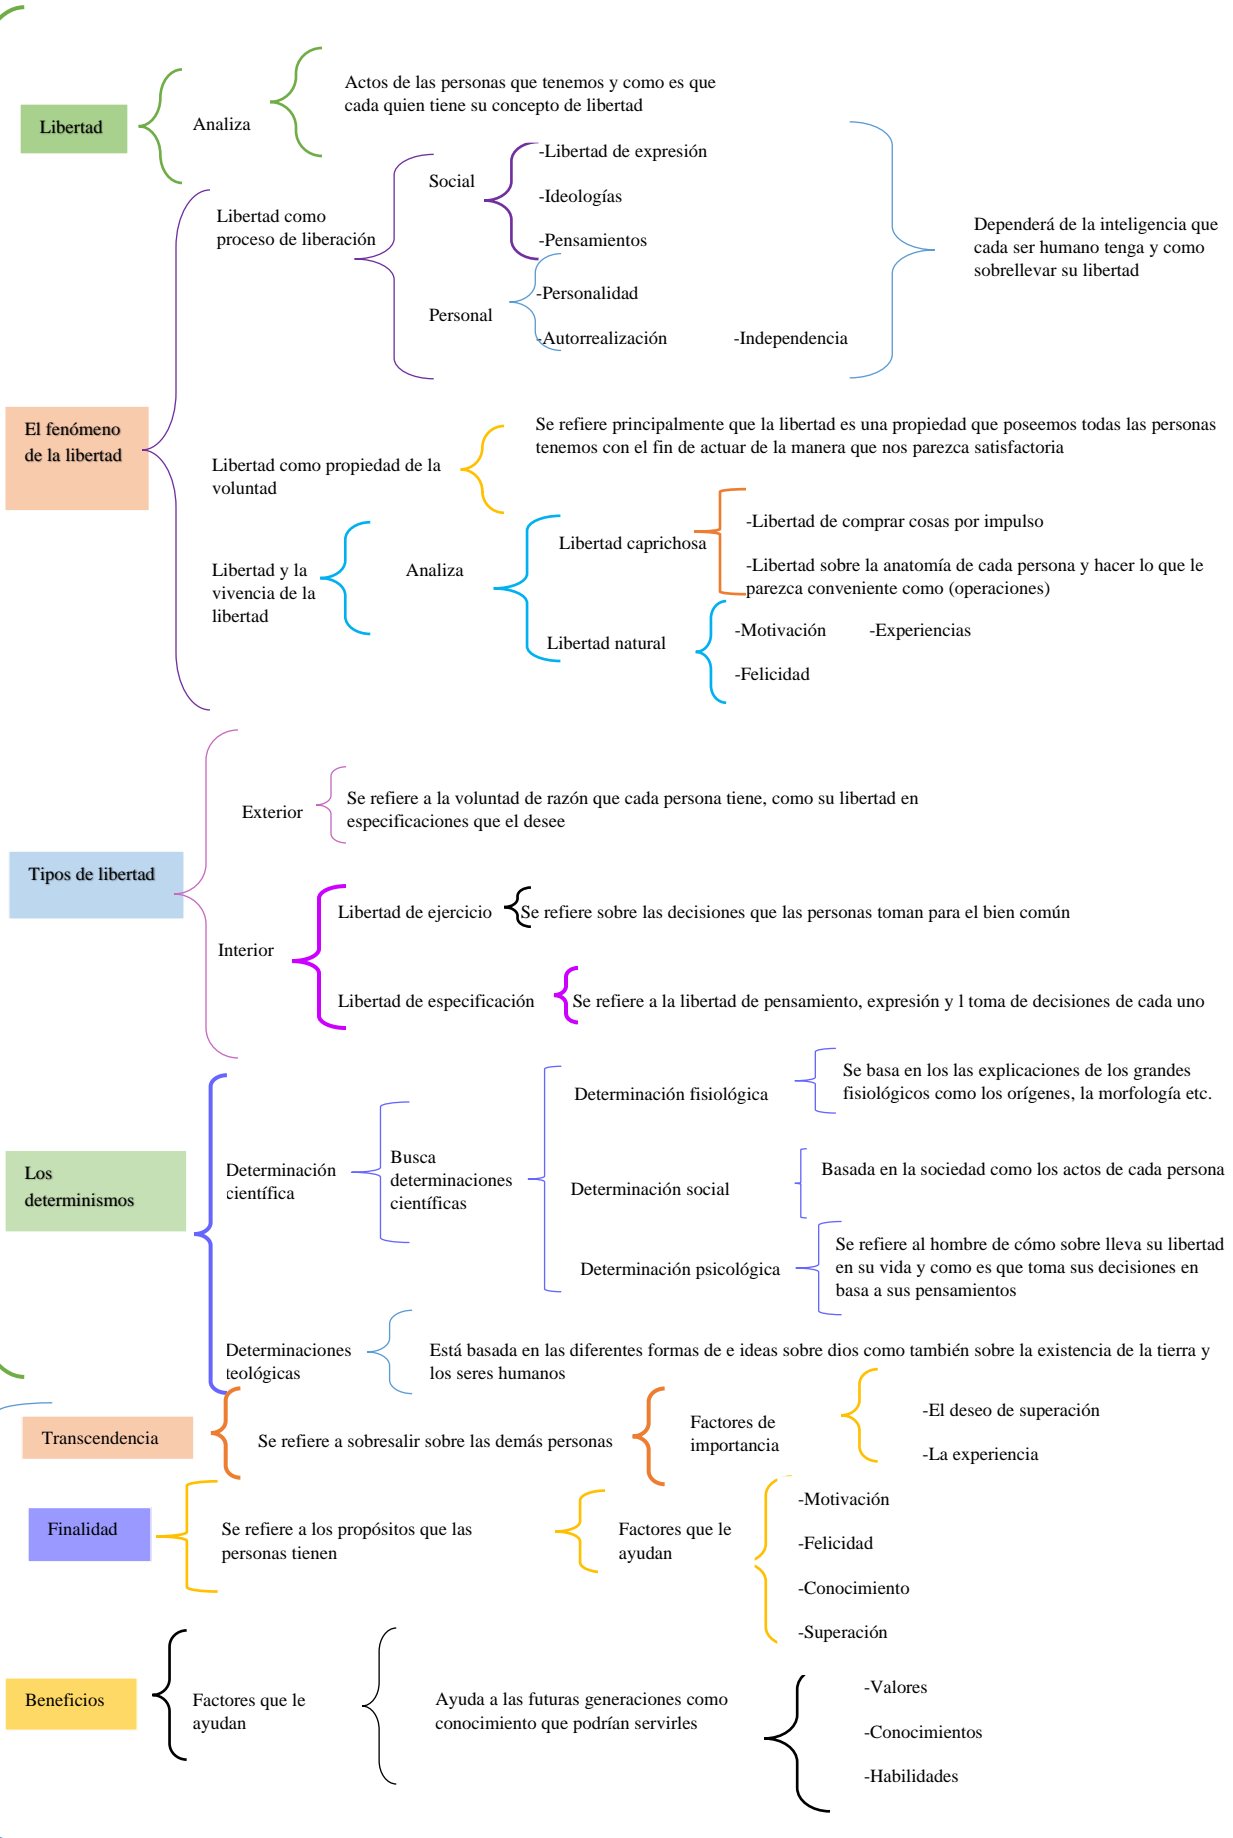 Actos de las personas que tenemos y como es que
cada quien tiene su concepto de libertad
Libertad
Analiza
Libertad como
proceso de liberación
Social
-Libertad de expresión
-Ideologías
-Pensamientos
Personal
-Personalidad
-Autorrealización
-Independencia
Dependerá de la inteligencia que
cada ser humano tenga y como
sobrellevar su libertad
El fenómeno
de la libertad
Libertad como propiedad de la
voluntad
Se refiere principalmente que la libertad es una propiedad que poseemos todas las personas
tenemos con el fin de actuar de la manera que nos parezca satisfactoria
Libertad y la
vivencia de la
libertad
Analiza
Libertad caprichosa
-Libertad de comprar cosas por impulso
-Libertad sobre la anatomía de cada persona y hacer lo que le
parezca conveniente como (operaciones)
Libertad natural
-Motivación
-Experiencias
-Felicidad
Tipos de libertad
Exterior
Se refiere a la voluntad de razón que cada persona tiene, como su libertad en
especificaciones que el desee
Interior
Libertad de ejercicio
Se refiere sobre las decisiones que las personas toman para el bien común
Libertad de especificación
Se refiere a la libertad de pensamiento, expresión y l toma de decisiones de cada uno
Los
determinismos
Determinación
científica
Busca
determinaciones
científicas
Determinación fisiológica
Se basa en los las explicaciones de los grandes
fisiológicos como los orígenes, la morfología etc.
Determinación social
Basada en la sociedad como los actos de cada persona
Determinación psicológica
Se refiere al hombre de cómo sobre lleva su libertad
en su vida y como es que toma sus decisiones en
basa a sus pensamientos
Determinaciones
teológicas
Está basada en las diferentes formas de e ideas sobre dios como también sobre la existencia de la tierra y
los seres humanos
Transcendencia
Se refiere a sobresalir sobre las demás personas
Factores de
importancia
-El deseo de superación
-La experiencia
Finalidad
Se refiere a los propósitos que las
personas tienen
Factores que le
ayudan
-Motivación
-Felicidad
-Conocimiento
-Superación
Beneficios
Factores que le
ayudan
Ayuda a las futuras generaciones como
conocimiento que podrían servirles
-Valores
-Conocimientos
-Habilidades